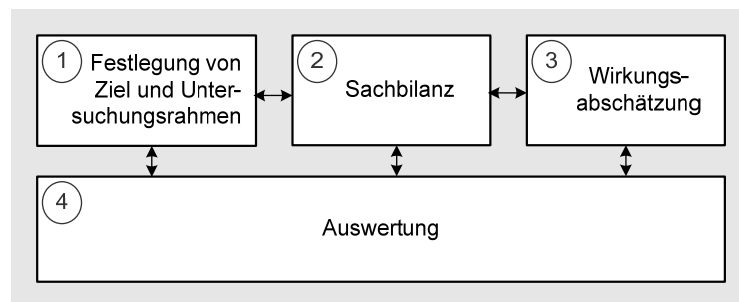 1
Festlegung von
Ziel und Unter-
suchungsrahmen
2
Sachbilanz
3
Wirkungs-
abschätzung
4
Auswertung